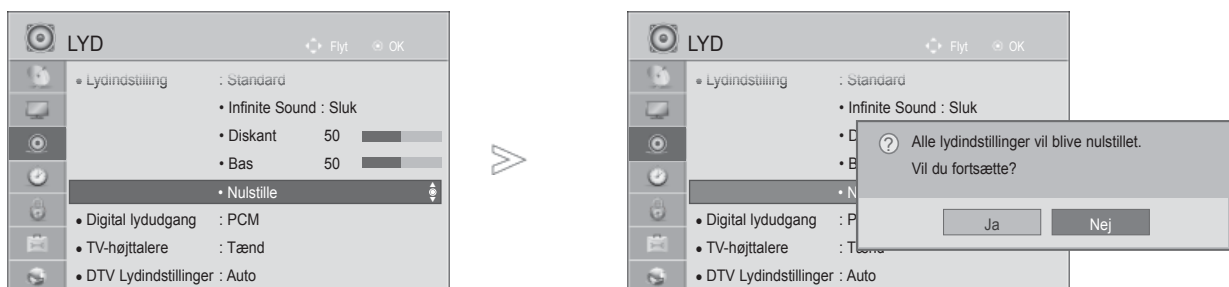 LYD Flyt OK
• Lydindstilling : Standard
• Infinite Sound : Sluk
• Diskant 50
• Bas 50
• Nulstille
• Digital lydudgang : PCM
• TV-højttalere : Tænd
• DTV Lydindstillinger : Auto
LYD Flyt OK
• Lydindstilling : Standard
• Infinite Sound : Sluk
• D
• B
• N
• Digital lydudgang : P
• TV-højttalere : Tænd
• DTV Lydindstillinger : Auto
? Alle lydindstillinger vil blive nulstillet.
Vil du fortsætte?
Ja Nej